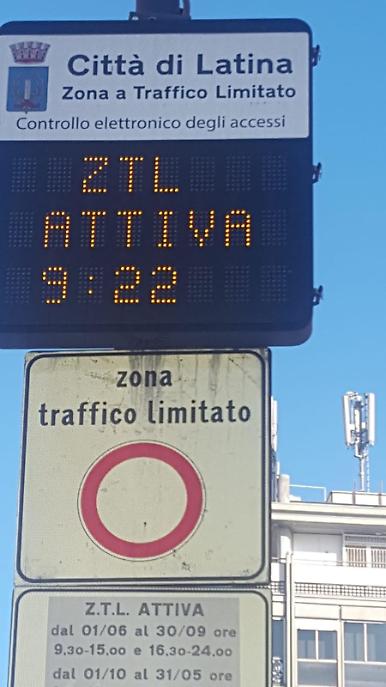 Città di Latina
Zona a Traffico Limitato
Controllo elettronico degli accessi
ZTL
ATTIVA
9:22
zona
traffico limitato
Z.T.L. ATTIVA
dal 01/06 al 30/09 ore
9.30-15.00 e 16.30-24.00
dal 01/10 al 31/05 ore